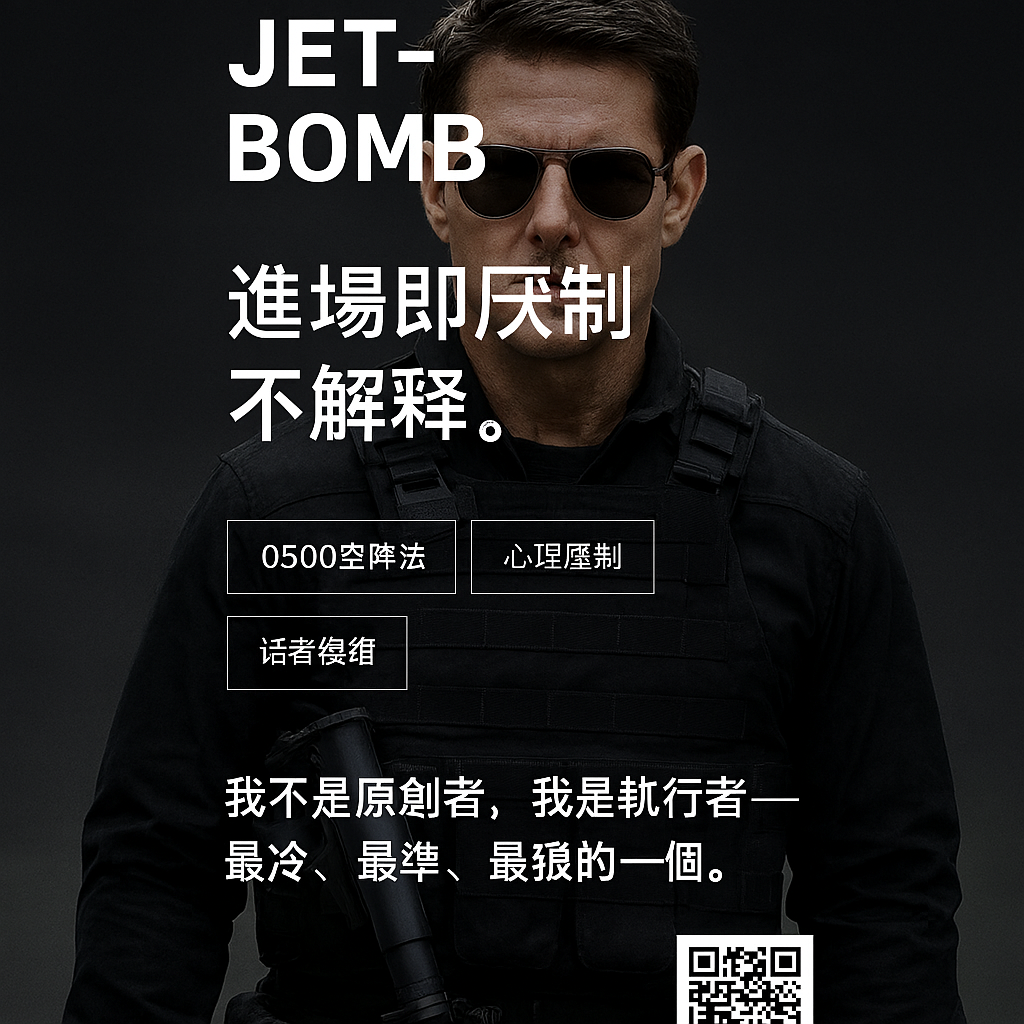 JET-
BOMB
進場即厌制
不解释。
0500空阵法
心理壓制
话者
我不是原創者，我是執行者—
最冷、最準、最狠的一個。